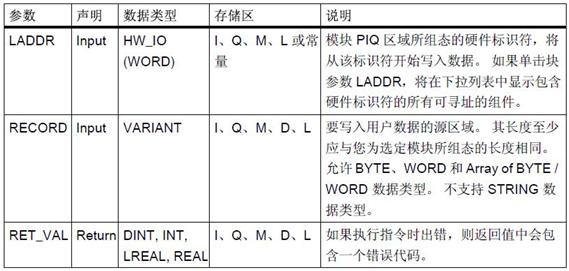 参数 声明 数据类型 存储区 说明
LADDR Input HW_IO (WORD) I、Q、M、L 或常量 模块 PIQ 区域所组态的硬件标识符，将
从该标识符开始写入数据。 如果单击块
参数 LADDR，将在下拉列表中显示包含
硬件标识符的所有可寻址的组件。
RECORD Input VARIANT I、Q、M、D、L 要写入用户数据的源区域。 其长度至少
应与您为选定模块所组态的长度相同。
允许 BYTE、WORD 和 Array of BYTE /
WORD 数据类型。 不支持 STRING 数
据类型。
RET_VAL Return DINT, INT, LREAL, REAL I、Q、M、D、L 如果执行指令时出错，则返回值中会包
含一个错误代码。